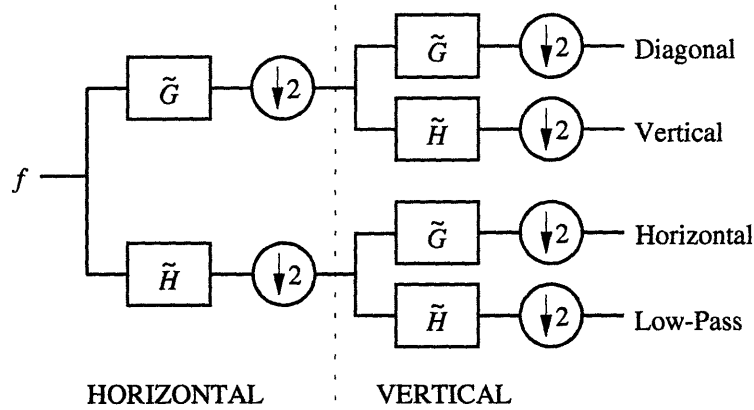 G̃ ↓2 Diagonal
G̃ ↓2
H̃ ↓2 Vertical
f
G̃ ↓2 Horizontal
H̃ ↓2
H̃ ↓2 Low-Pass
HORIZONTAL VERTICAL